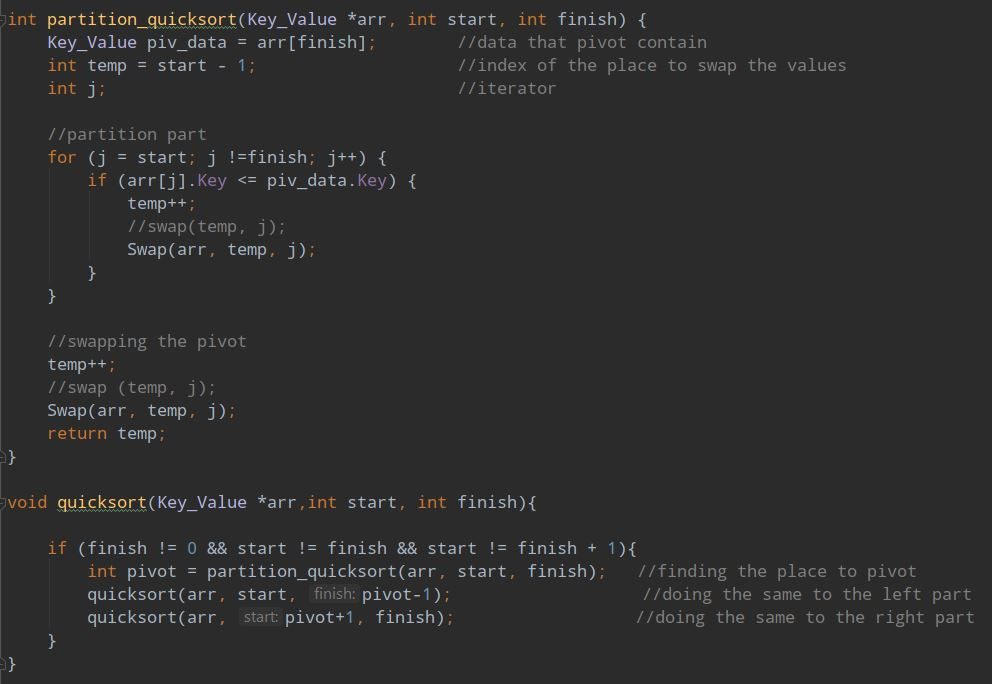 int partition_quicksort(Key_Value *arr, int start, int finish) {
    Key_Value piv_data = arr[finish];        //data that pivot contain
    int temp = start - 1;                    //index of the place to swap the values
    int j;                                   //iterator

    //partition part
    for (j = start; j !=finish; j++) {
        if (arr[j].Key <= piv_data.Key) {
            temp++;
            //swap(temp, j);
            Swap(arr, temp, j);
        }
    }

    //swapping the pivot
    temp++;
    //swap (temp, j);
    Swap(arr, temp, j);
    return temp;
}

void quicksort(Key_Value *arr,int start, int finish){

    if (finish != 0 && start != finish && start != finish + 1){
        int pivot = partition_quicksort(arr, start, finish);   //finding the place to pivot
        quicksort(arr, start, finish: pivot-1);                   //doing the same to the left part
        quicksort(arr, start: pivot+1, finish);                  //doing the same to the right part
    }
}